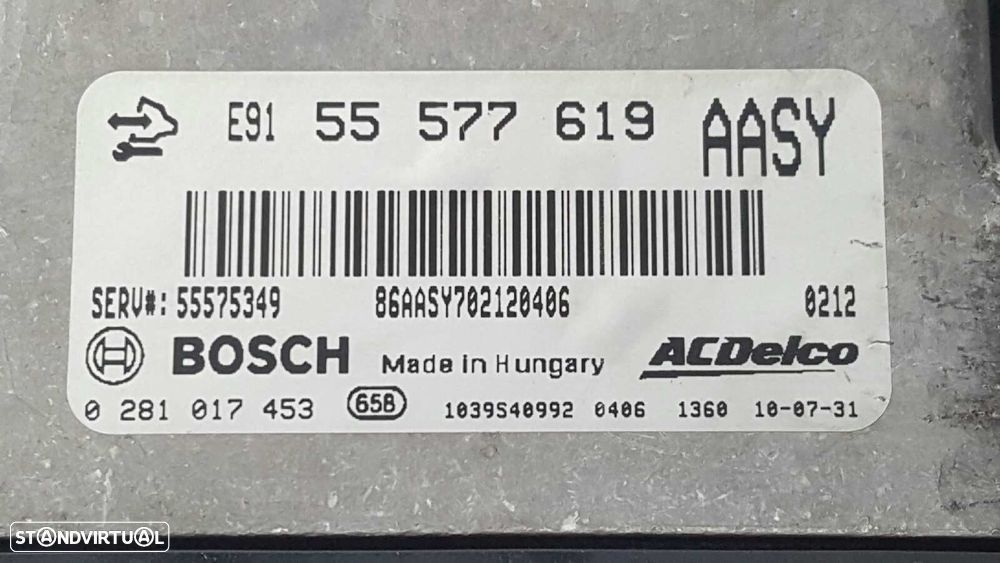 E91 55 577 619 AASY
SERV#: 55575349 86AASY702120406 0212
BOSCH Made in Hungary ACDelco
0 281 017 453 65B 1039S40992 0406 1360 10-07-31
STANDVIRTUAL